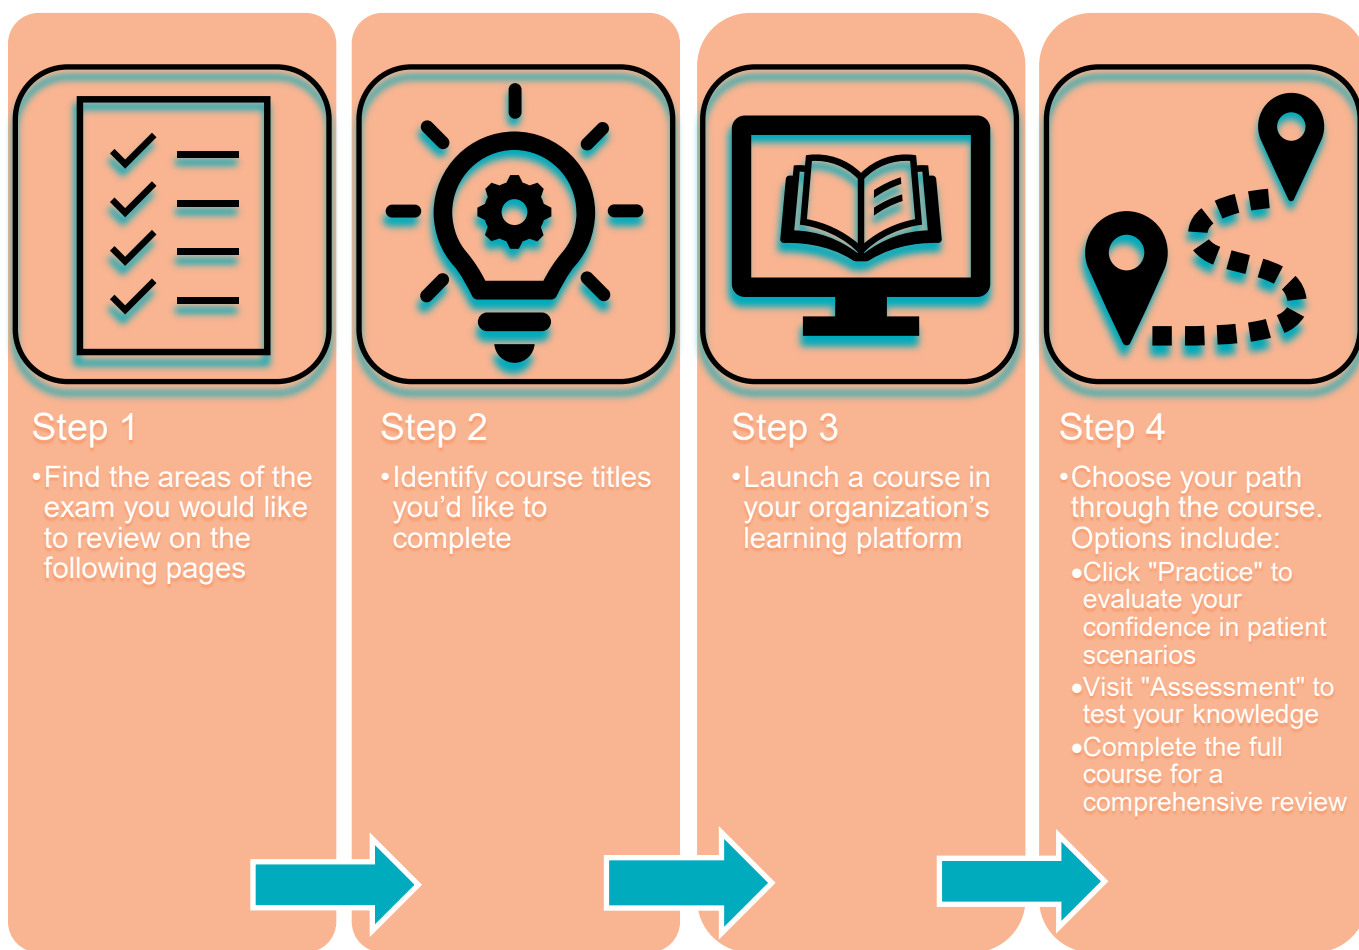 Step 1
•Find the areas of the
exam you would like
to review on the
following pages
Step 2
•Identify course titles
you’d like to
complete
Step 3
•Launch a course in
your organization’s
learning platform
Step 4
•Choose your path
through the course.
Options include:
•Click "Practice" to
evaluate your
confidence in patient
scenarios
•Visit "Assessment" to
test your knowledge
•Complete the full
course for a
comprehensive review